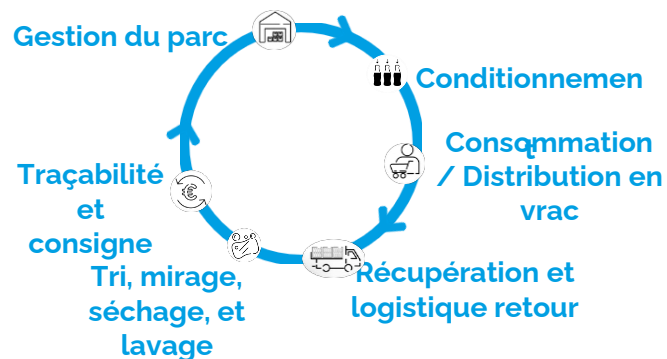 Gestion du parc
Conditionnemen
t
Consommation
/ Distribution en
vrac
Récupération et
logistique retour
Tri, mirage,
séchage, et
lavage
Traçabilité
et
consigne
€